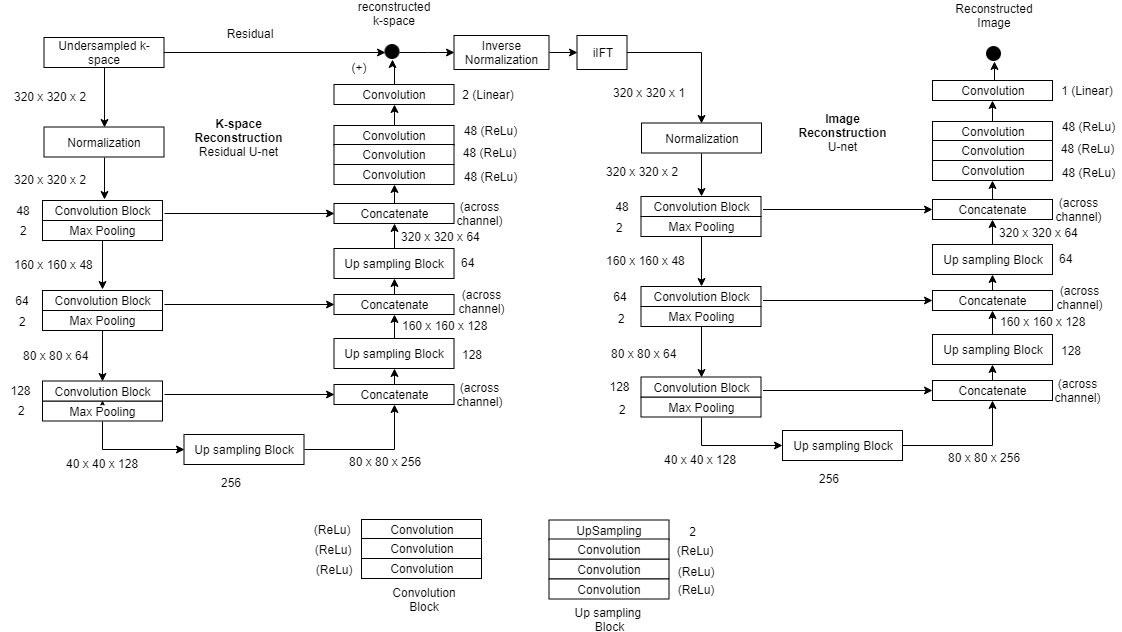 reconstructed
k-space
Undersampled k-
space
Residual
(+)
Inverse
Normalization
iIFT
320 x 320 x 2
K-space
Reconstruction
Residual U-net
Convolution
2 (Linear)
Normalization
Convolution
48 (ReLu)
Convolution
48 (ReLu)
Convolution
48 (ReLu)
320 x 320 x 2
48
Convolution Block
2
Max Pooling
Concatenate
(across
channel)
320 x 320 x 64
160 x 160 x 48
Up sampling Block
64
64
Convolution Block
2
Max Pooling
Concatenate
(across
channel)
160 x 160 x 128
80 x 80 x 64
Up sampling Block
128
128
Convolution Block
2
Max Pooling
Concatenate
(across
channel)
40 x 40 x 128
Up sampling Block
256
80 x 80 x 256
Reconstructed
Image
320 x 320 x 1
Image
Reconstruction
U-net
Convolution
1 (Linear)
Normalization
Convolution
48 (ReLu)
Convolution
48 (ReLu)
Convolution
48 (ReLu)
320 x 320 x 2
48
Convolution Block
2
Max Pooling
Concatenate
(across
channel)
320 x 320 x 64
160 x 160 x 48
Up sampling Block
64
64
Convolution Block
2
Max Pooling
Concatenate
(across
channel)
160 x 160 x 128
80 x 80 x 64
Up sampling Block
128
128
Convolution Block
2
Max Pooling
Concatenate
(across
channel)
40 x 40 x 128
Up sampling Block
256
80 x 80 x 256
(ReLu)
Convolution
(ReLu)
Convolution
(ReLu)
Convolution
Convolution
Block
UpSampling
2
Convolution
(ReLu)
Convolution
(ReLu)
Convolution
(ReLu)
Up sampling
Block